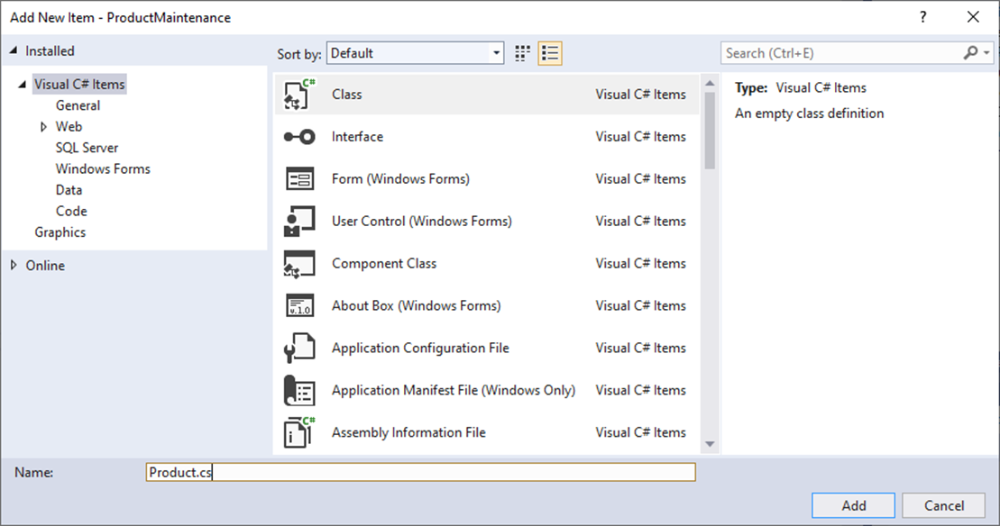 Add New Item - ProductMaintenance
?
Installed
Sort by: Default
Search (Ctrl+E)
Visual C# Items
General
Web
SQL Server
Windows Forms
Data
Code
Graphics
Online
C# Class Visual C# Items
Interface Visual C# Items
Form (Windows Forms) Visual C# Items
User Control (Windows Forms) Visual C# Items
Component Class Visual C# Items
v.1.0 About Box (Windows Forms) Visual C# Items
Application Configuration File Visual C# Items
Application Manifest File (Windows Only) Visual C# Items
C# Assembly Information File Visual C# Items
Type: Visual C# Items
An empty class definition
Name: Product.cs
Add Cancel